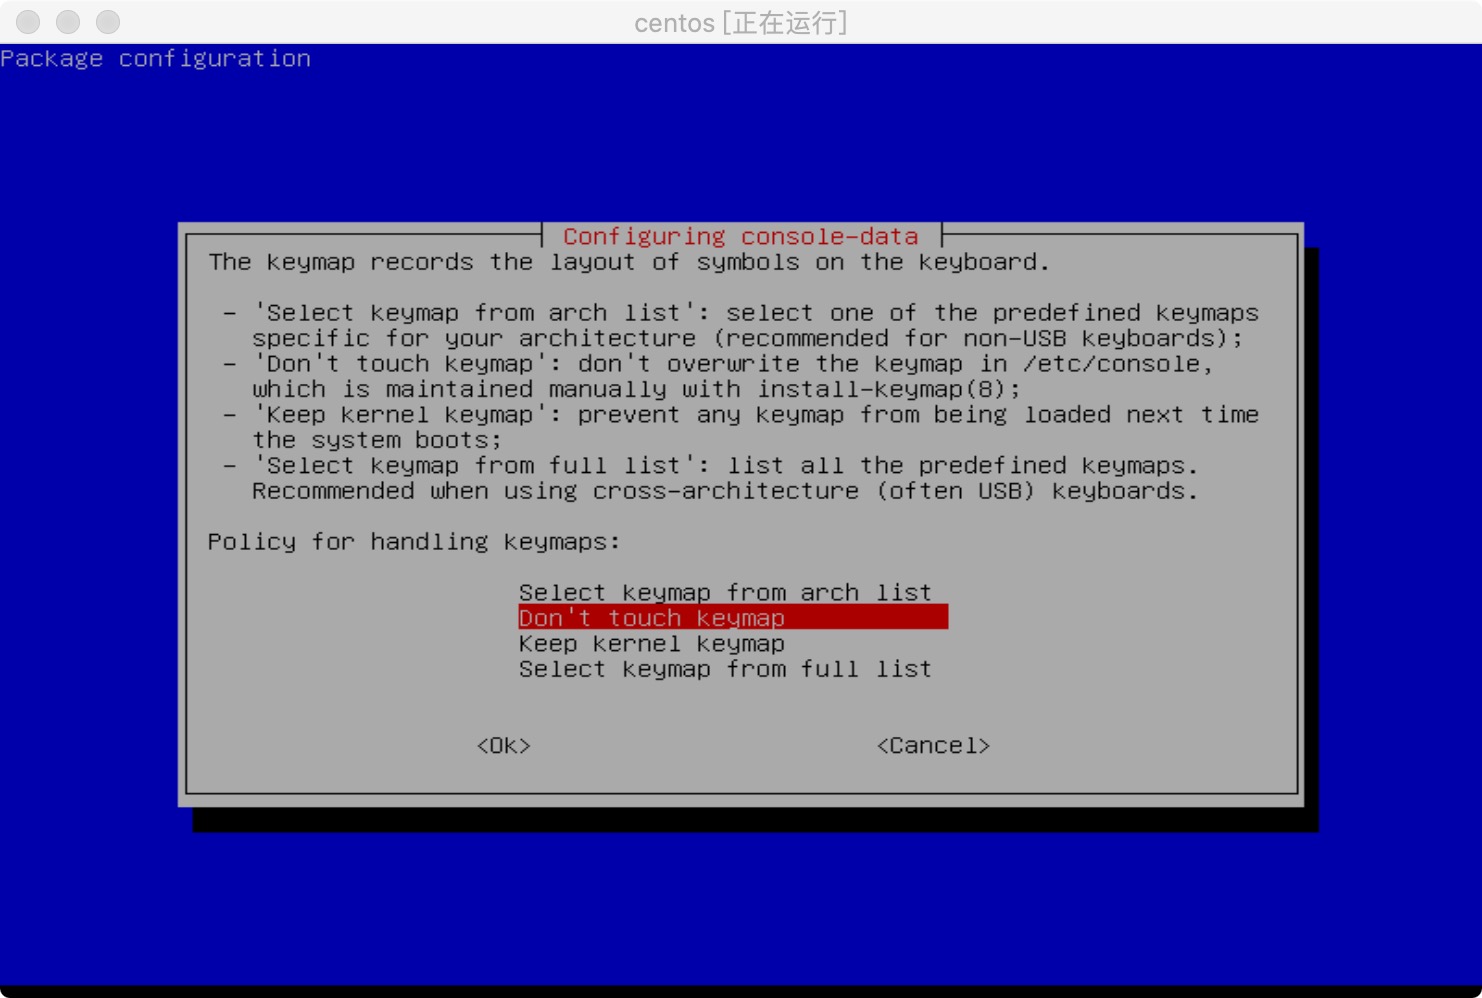 centos [正在运行]
Package configuration
Configuring console-data
The keymap records the layout of symbols on the keyboard.
- 'Select keymap from arch list': select one of the predefined keymaps
specific for your architecture (recommended for non-USB keyboards);
- 'Don't touch keymap': don't overwrite the keymap in /etc/console,
which is maintained manually with install-keymap(8);
- 'Keep kernel keymap': prevent any keymap from being loaded next time
the system boots;
- 'Select keymap from full list': list all the predefined keymaps.
Recommended when using cross-architecture (often USB) keyboards.
Policy for handling keymaps:
Select keymap from arch list
Don't touch keymap
Keep kernel keymap
Select keymap from full list
<Ok> <Cancel>